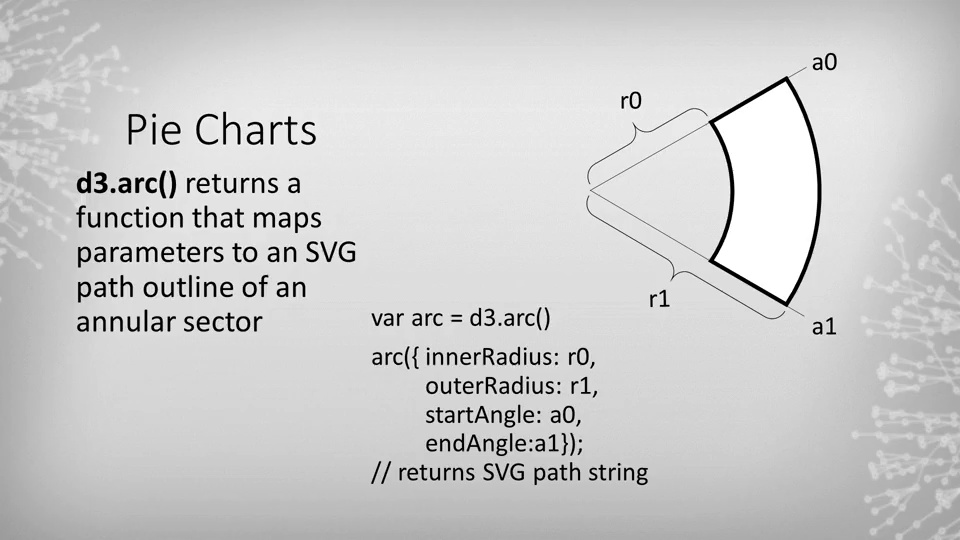 Pie Charts
d3.arc() returns a
function that maps
parameters to an SVG
path outline of an
annular sector
var arc = d3.arc()
arc({ innerRadius: r0,
outerRadius: r1,
startAngle: a0,
endAngle:a1});
// returns SVG path string
a0
r0
r1
a1